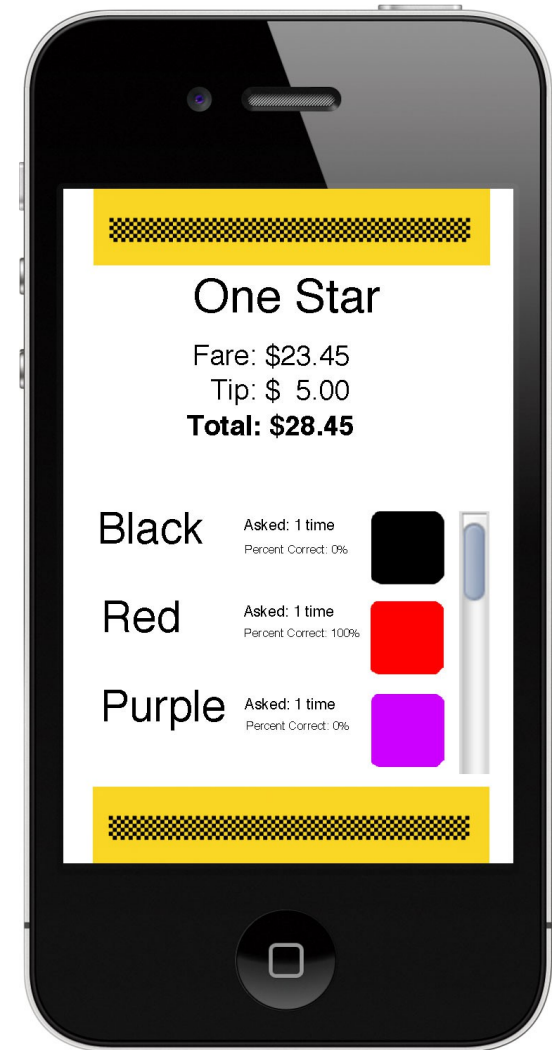 One Star
Fare: $23.45
Tip: $ 5.00
Total: $28.45
Black
Asked: 1 time
Percent Correct: 0%
Red
Asked: 1 time
Percent Correct: 100%
Purple
Asked: 1 time
Percent Correct: 0%